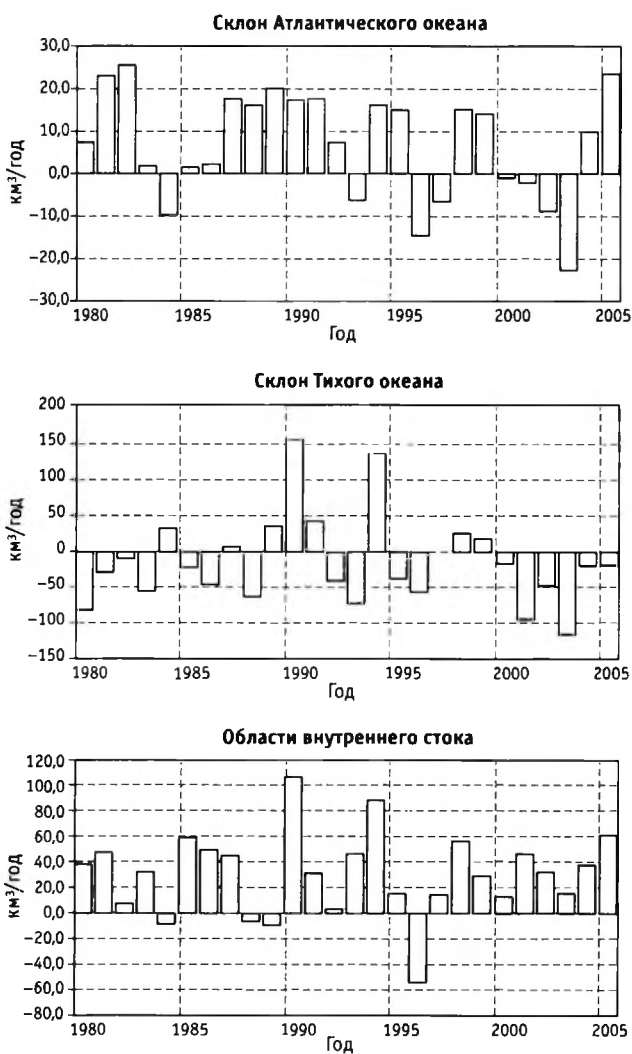 Склон Атлантического океана
30,0
20,0
10,0
0,0
−10,0
−20,0
−30,0
км³/год
1980 1985 1990 1995 2000 2005
Год
Склон Тихого океана
200
150
100
50
0
−50
−100
−150
км³/год
1980 1985 1990 1995 2000 2005
Год
Области внутреннего стока
120,0
100,0
80,0
60,0
40,0
20,0
0,0
−20,0
−40,0
−60,0
−80,0
км³/год
1980 1985 1990 1995 2000 2005
Год